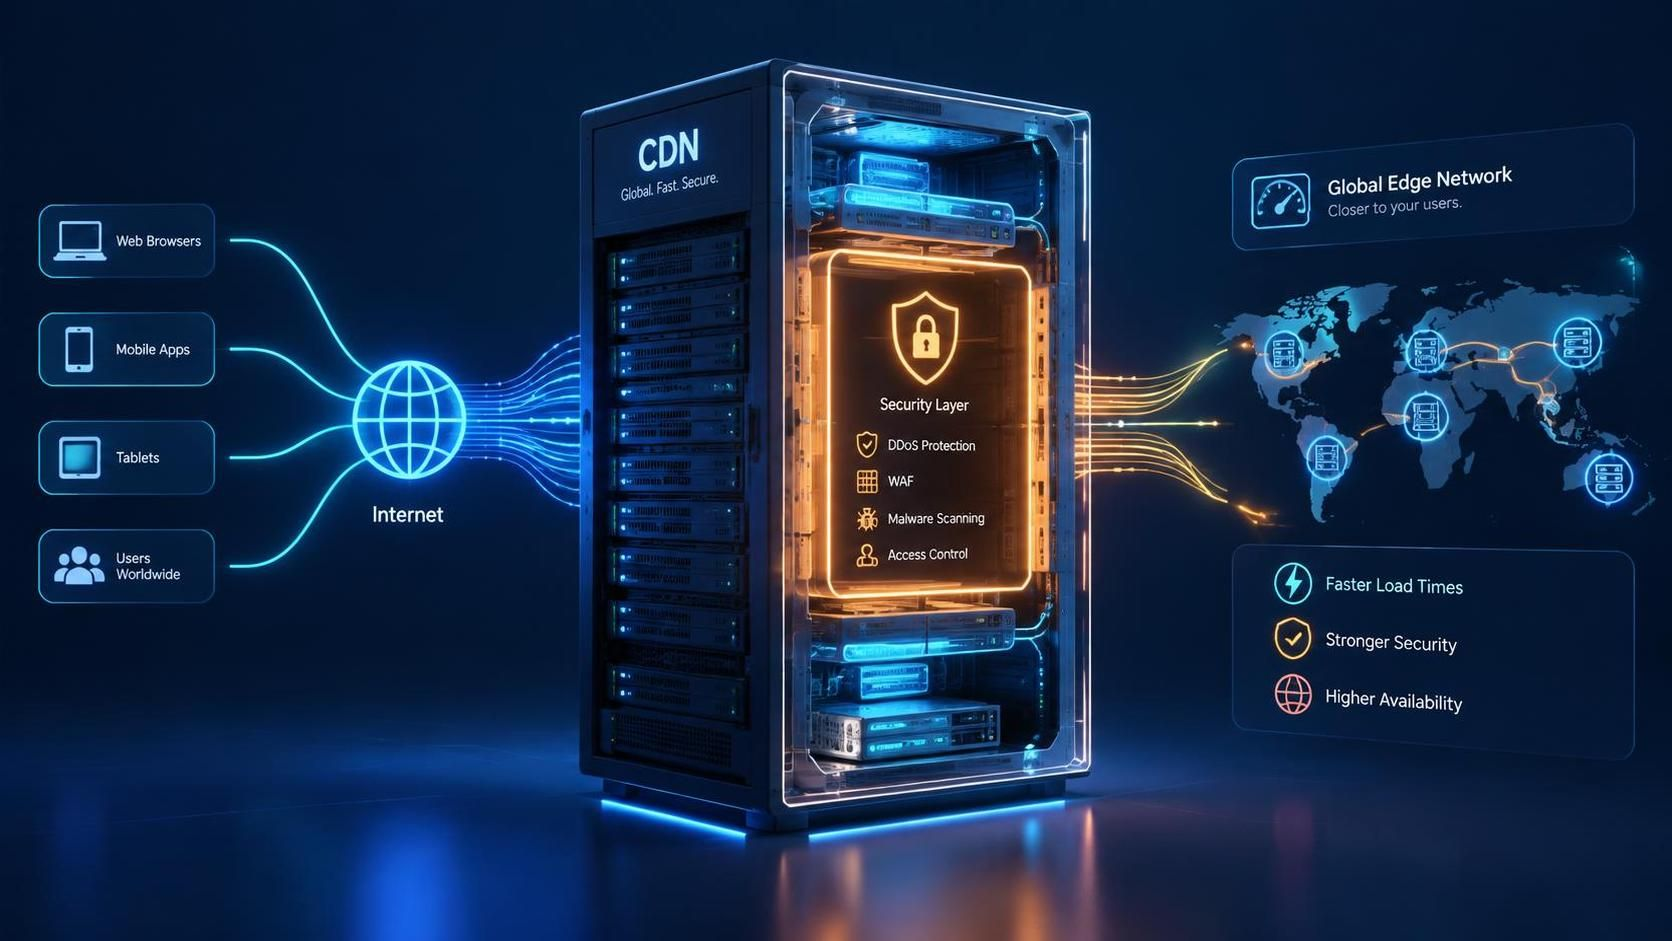 CDN
Global. Fast. Secure.
Web Browsers
Mobile Apps
Tablets
Users
Worldwide
Internet
Security Layer
DDoS Protection
WAF
Malware Scanning
Access Control
Global Edge Network
Closer to your users.
Faster Load Times
Stronger Security
Higher Availability